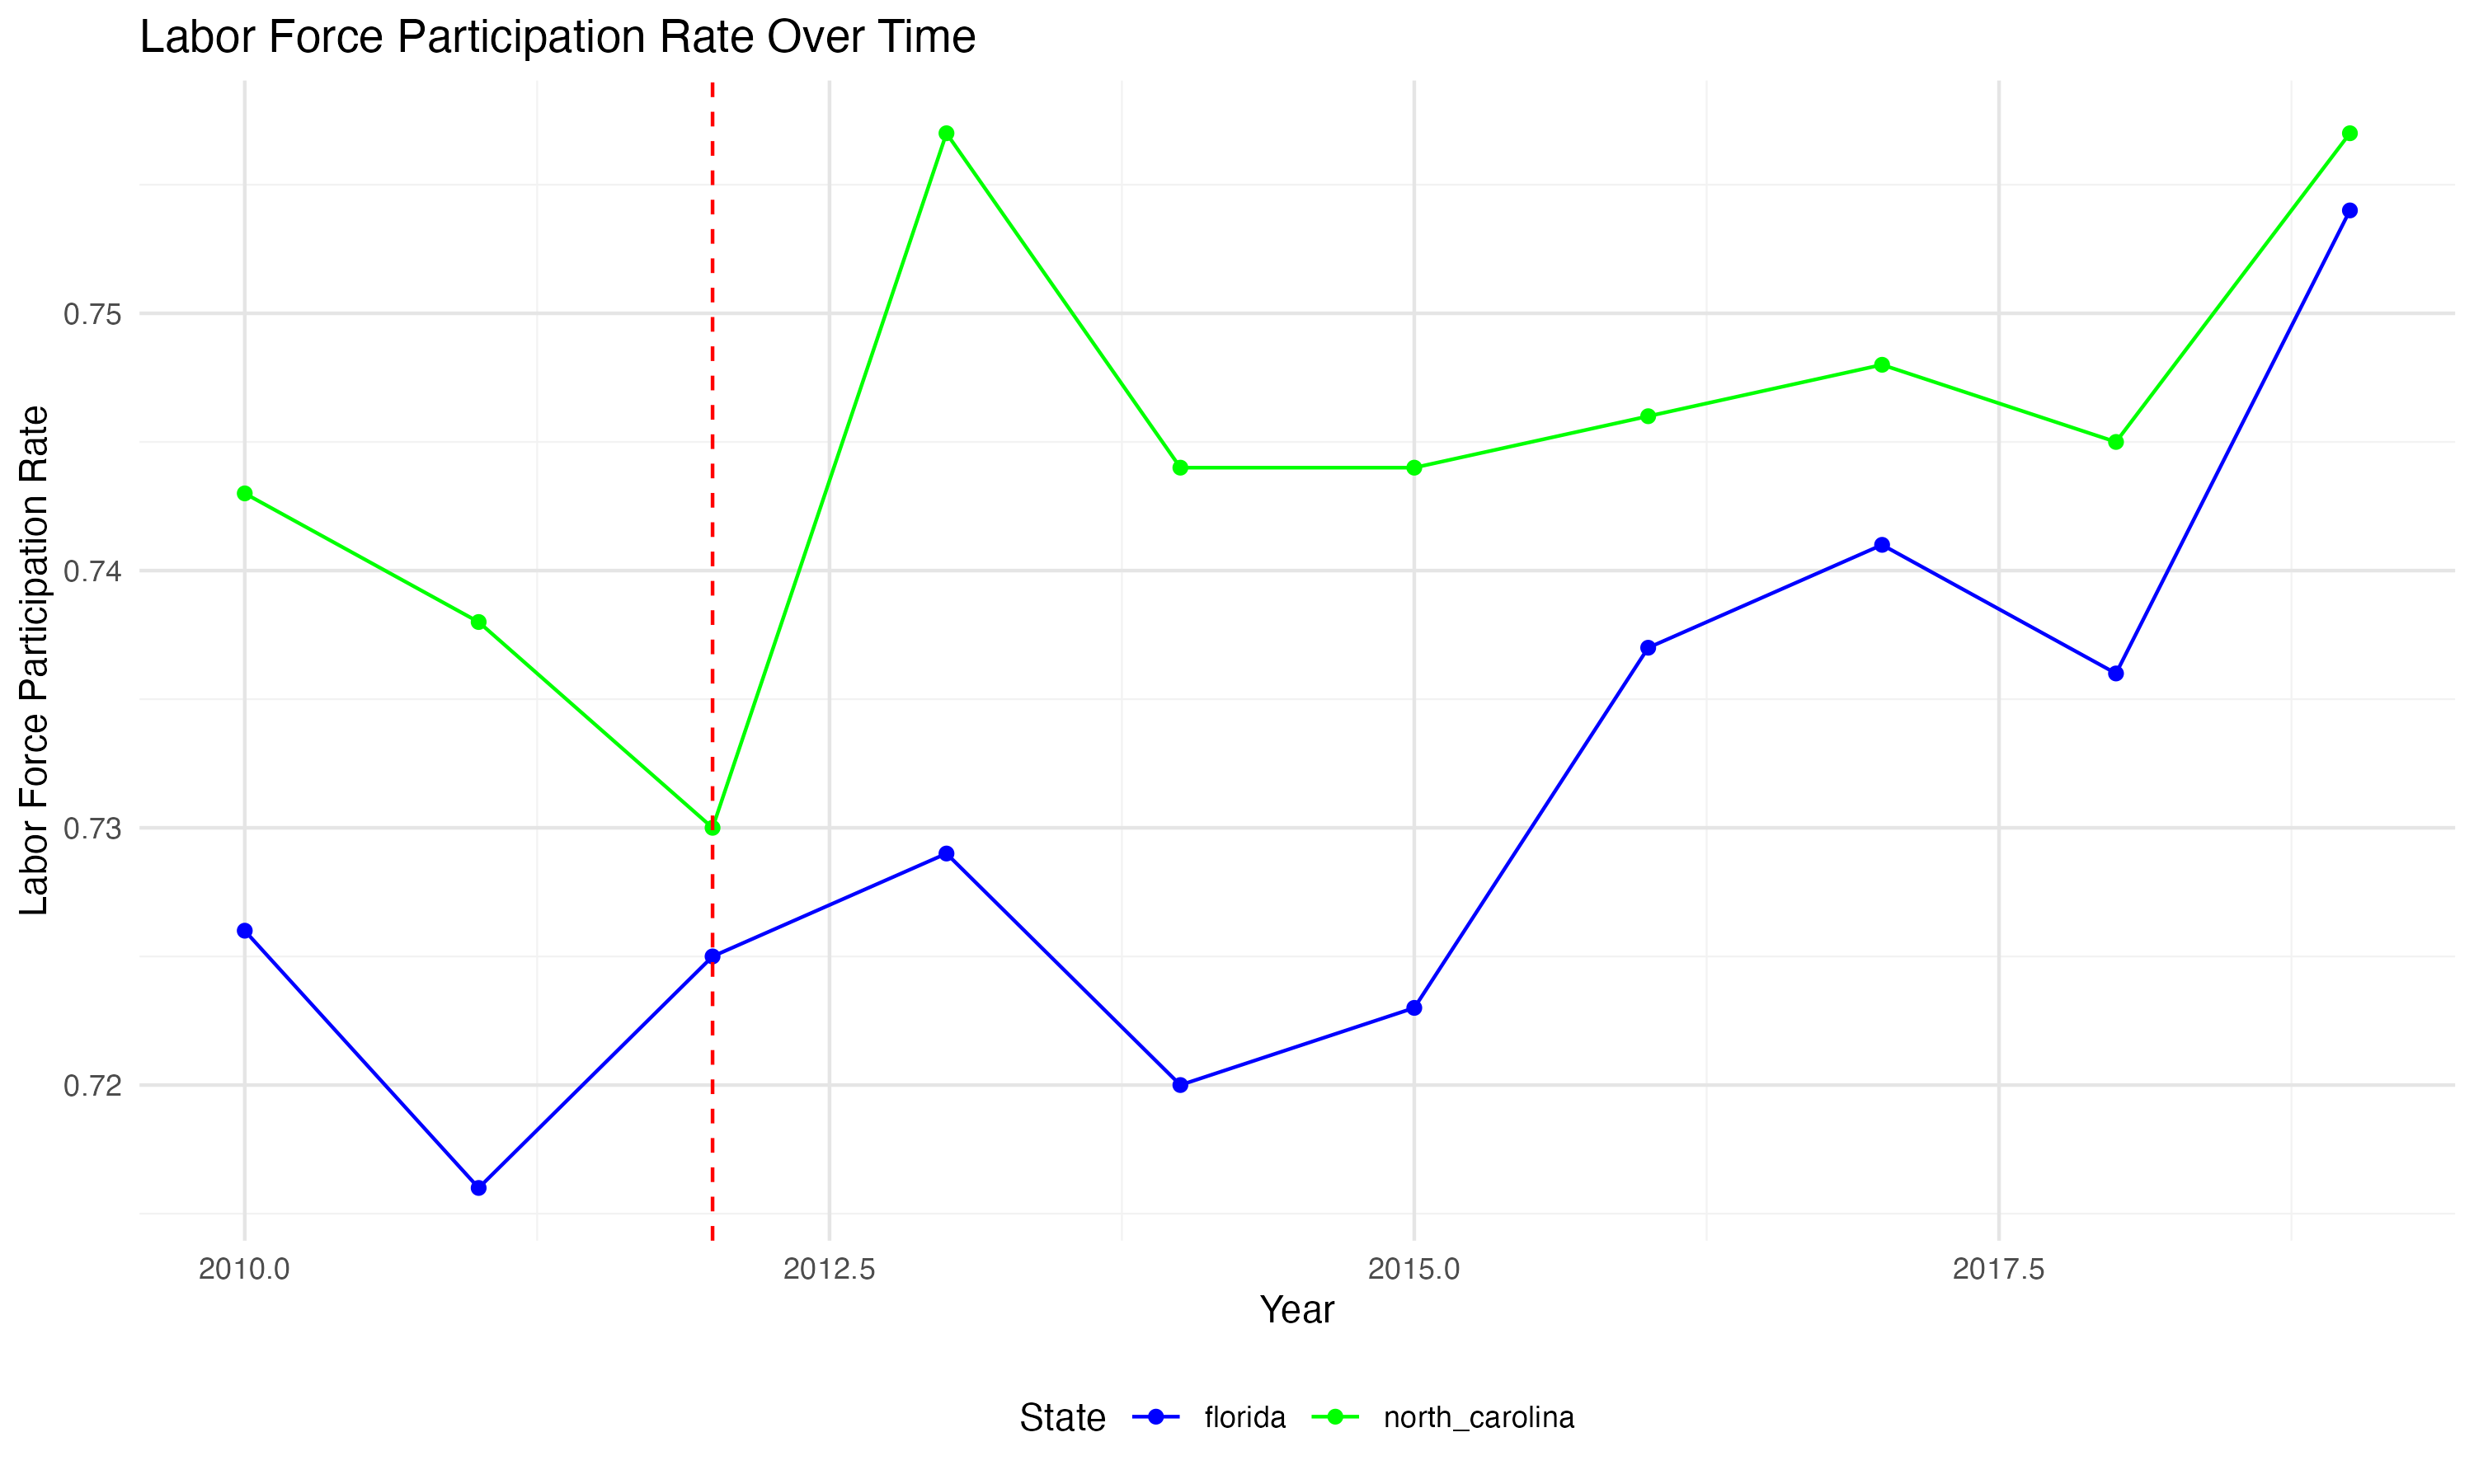 Labor Force Participation Rate Over Time
Labor Force Participation Rate
0.75
0.74
0.73
0.72
2010.0 2012.5 2015.0 2017.5
Year
State florida north_carolina